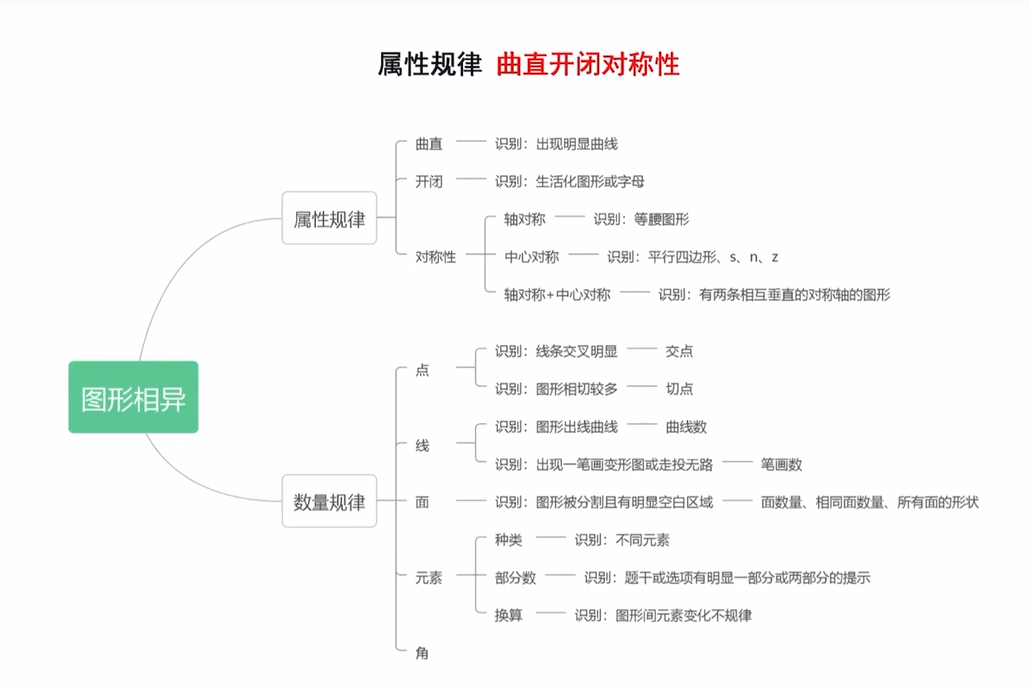 属性规律 曲直开闭对称性
曲直 识别：出现明显曲线
开闭 识别：生活化图形或字母
属性规律
轴对称 识别：等腰图形
对称性 中心对称 识别：平行四边形、s、n、z
轴对称+中心对称 识别：有两条相互垂直的对称轴的图形
图形相异
点
识别：线条交叉明显 交点
识别：图形相切较多 切点
线
识别：图形出线曲线 曲线数
识别：出现一笔画变形图或走投无路 笔画数
数量规律
面 识别：图形被分割且有明显空白区域 面数量、相同面数量、所有面的形状
元素
种类 识别：不同元素
部分数 识别：题干或选项有明显一部分或两部分的提示
换算 识别：图形间元素变化不规律
角